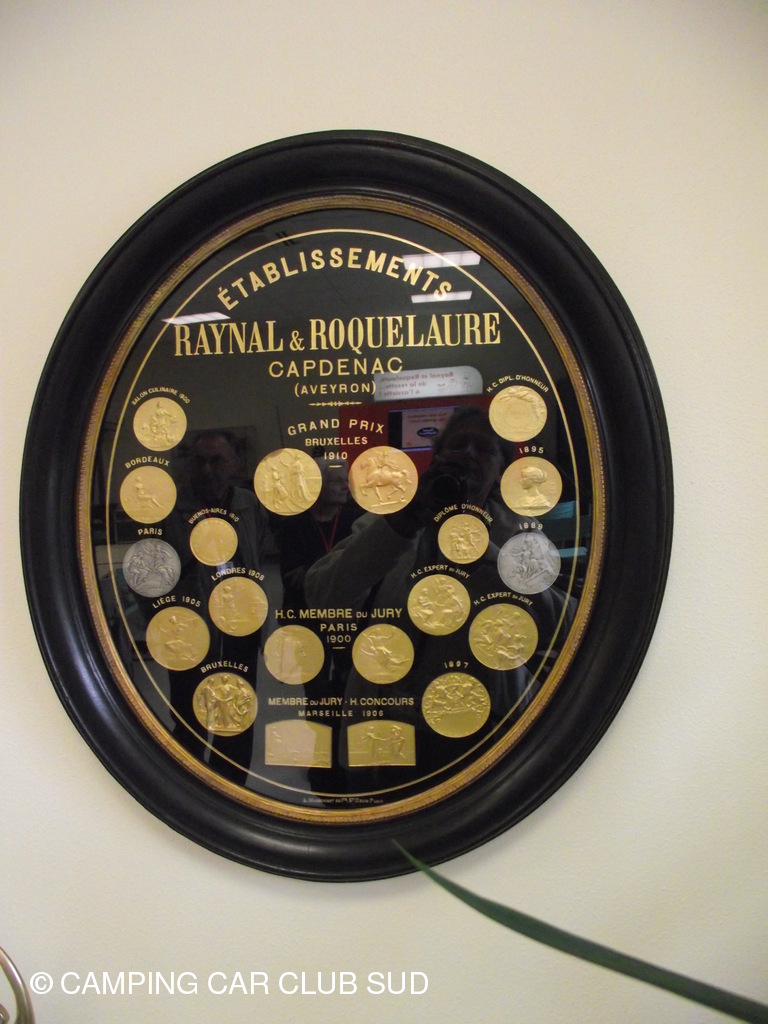 ÉTABLISSEMENTS
RAYNAL & ROQUELAURE
CAPDENAC
(AVEYRON)
SALON CULINAIRE 1900
H.C. DIPL. D'HONNEUR
GRAND PRIX
BRUXELLES
1910
BORDEAUX
1895
PARIS
BUENOS-AIRES 1910
DIPLÔME D'HONNEUR
1889
LONDRES 1908
H.C. EXPERT DU JURY
LIÈGE 1905
H.C. MEMBRE DU JURY
PARIS
1900
H.C. EXPERT DU JURY
BRUXELLES
1897
MEMBRE DU JURY - H. CONCOURS
MARSEILLE 1906
© CAMPING CAR CLUB SUD